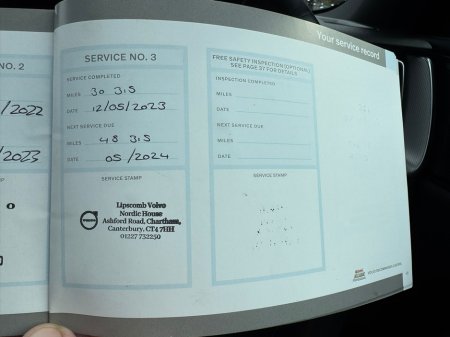 Your service record
NO. 2
/2022
/2023
SERVICE NO. 3
SERVICE COMPLETED
MILES 30 315
DATE 12/05/2023
NEXT SERVICE DUE
MILES 48 315
DATE 05/2024
SERVICE STAMP
Lipscomb Volvo
Nordic House
Ashford Road, Chartham,
Canterbury, CT4 7HH
01227 732250
FREE SAFETY INSPECTION (OPTIONAL)
SEE PAGE 37 FOR DETAILS
INSPECTION COMPLETED
MILES
DATE
NEXT SERVICE DUE
MILES
DATE
SERVICE STAMP